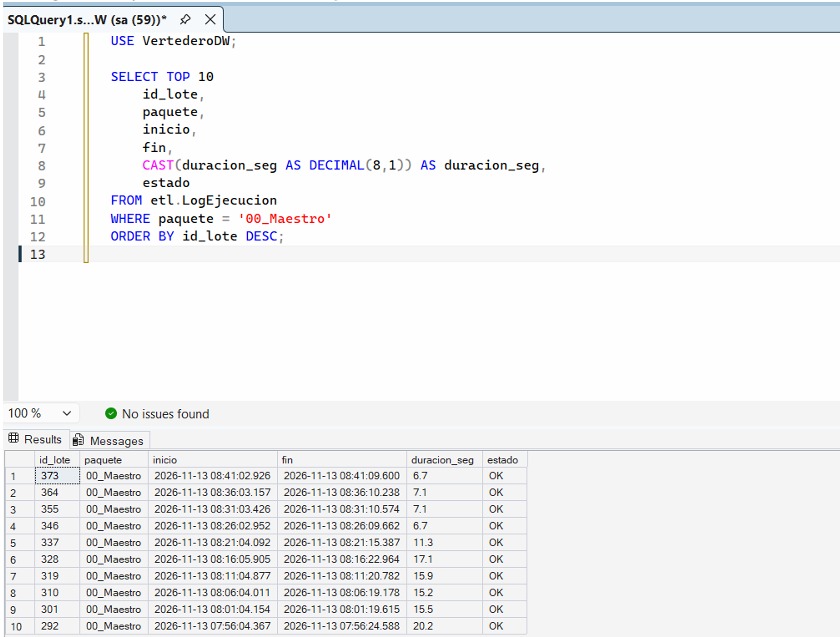 SQLQuery1.s...W (sa (59))*
1 USE VertederoDW;
2
3 SELECT TOP 10
4 id_lote,
5 paquete,
6 inicio,
7 fin,
8 CAST(duracion_seg AS DECIMAL(8,1)) AS duracion_seg,
9 estado
10 FROM etl.LogEjecucion
11 WHERE paquete = '00_Maestro'
12 ORDER BY id_lote DESC;
13
100 % No issues found
Results Messages
id_lote paquete inicio fin duracion_seg estado
1 373 00_Maestro 2026-11-13 08:41:02.926 2026-11-13 08:41:09.600 6.7 OK
2 364 00_Maestro 2026-11-13 08:36:03.157 2026-11-13 08:36:10.238 7.1 OK
3 355 00_Maestro 2026-11-13 08:31:03.426 2026-11-13 08:31:10.574 7.1 OK
4 346 00_Maestro 2026-11-13 08:26:02.952 2026-11-13 08:26:09.662 6.7 OK
5 337 00_Maestro 2026-11-13 08:21:04.092 2026-11-13 08:21:15.387 11.3 OK
6 328 00_Maestro 2026-11-13 08:16:05.905 2026-11-13 08:16:22.964 17.1 OK
7 319 00_Maestro 2026-11-13 08:11:04.877 2026-11-13 08:11:20.782 15.9 OK
8 310 00_Maestro 2026-11-13 08:06:04.011 2026-11-13 08:06:19.178 15.2 OK
9 301 00_Maestro 2026-11-13 08:01:04.154 2026-11-13 08:01:19.615 15.5 OK
10 292 00_Maestro 2026-11-13 07:56:04.367 2026-11-13 07:56:24.588 20.2 OK